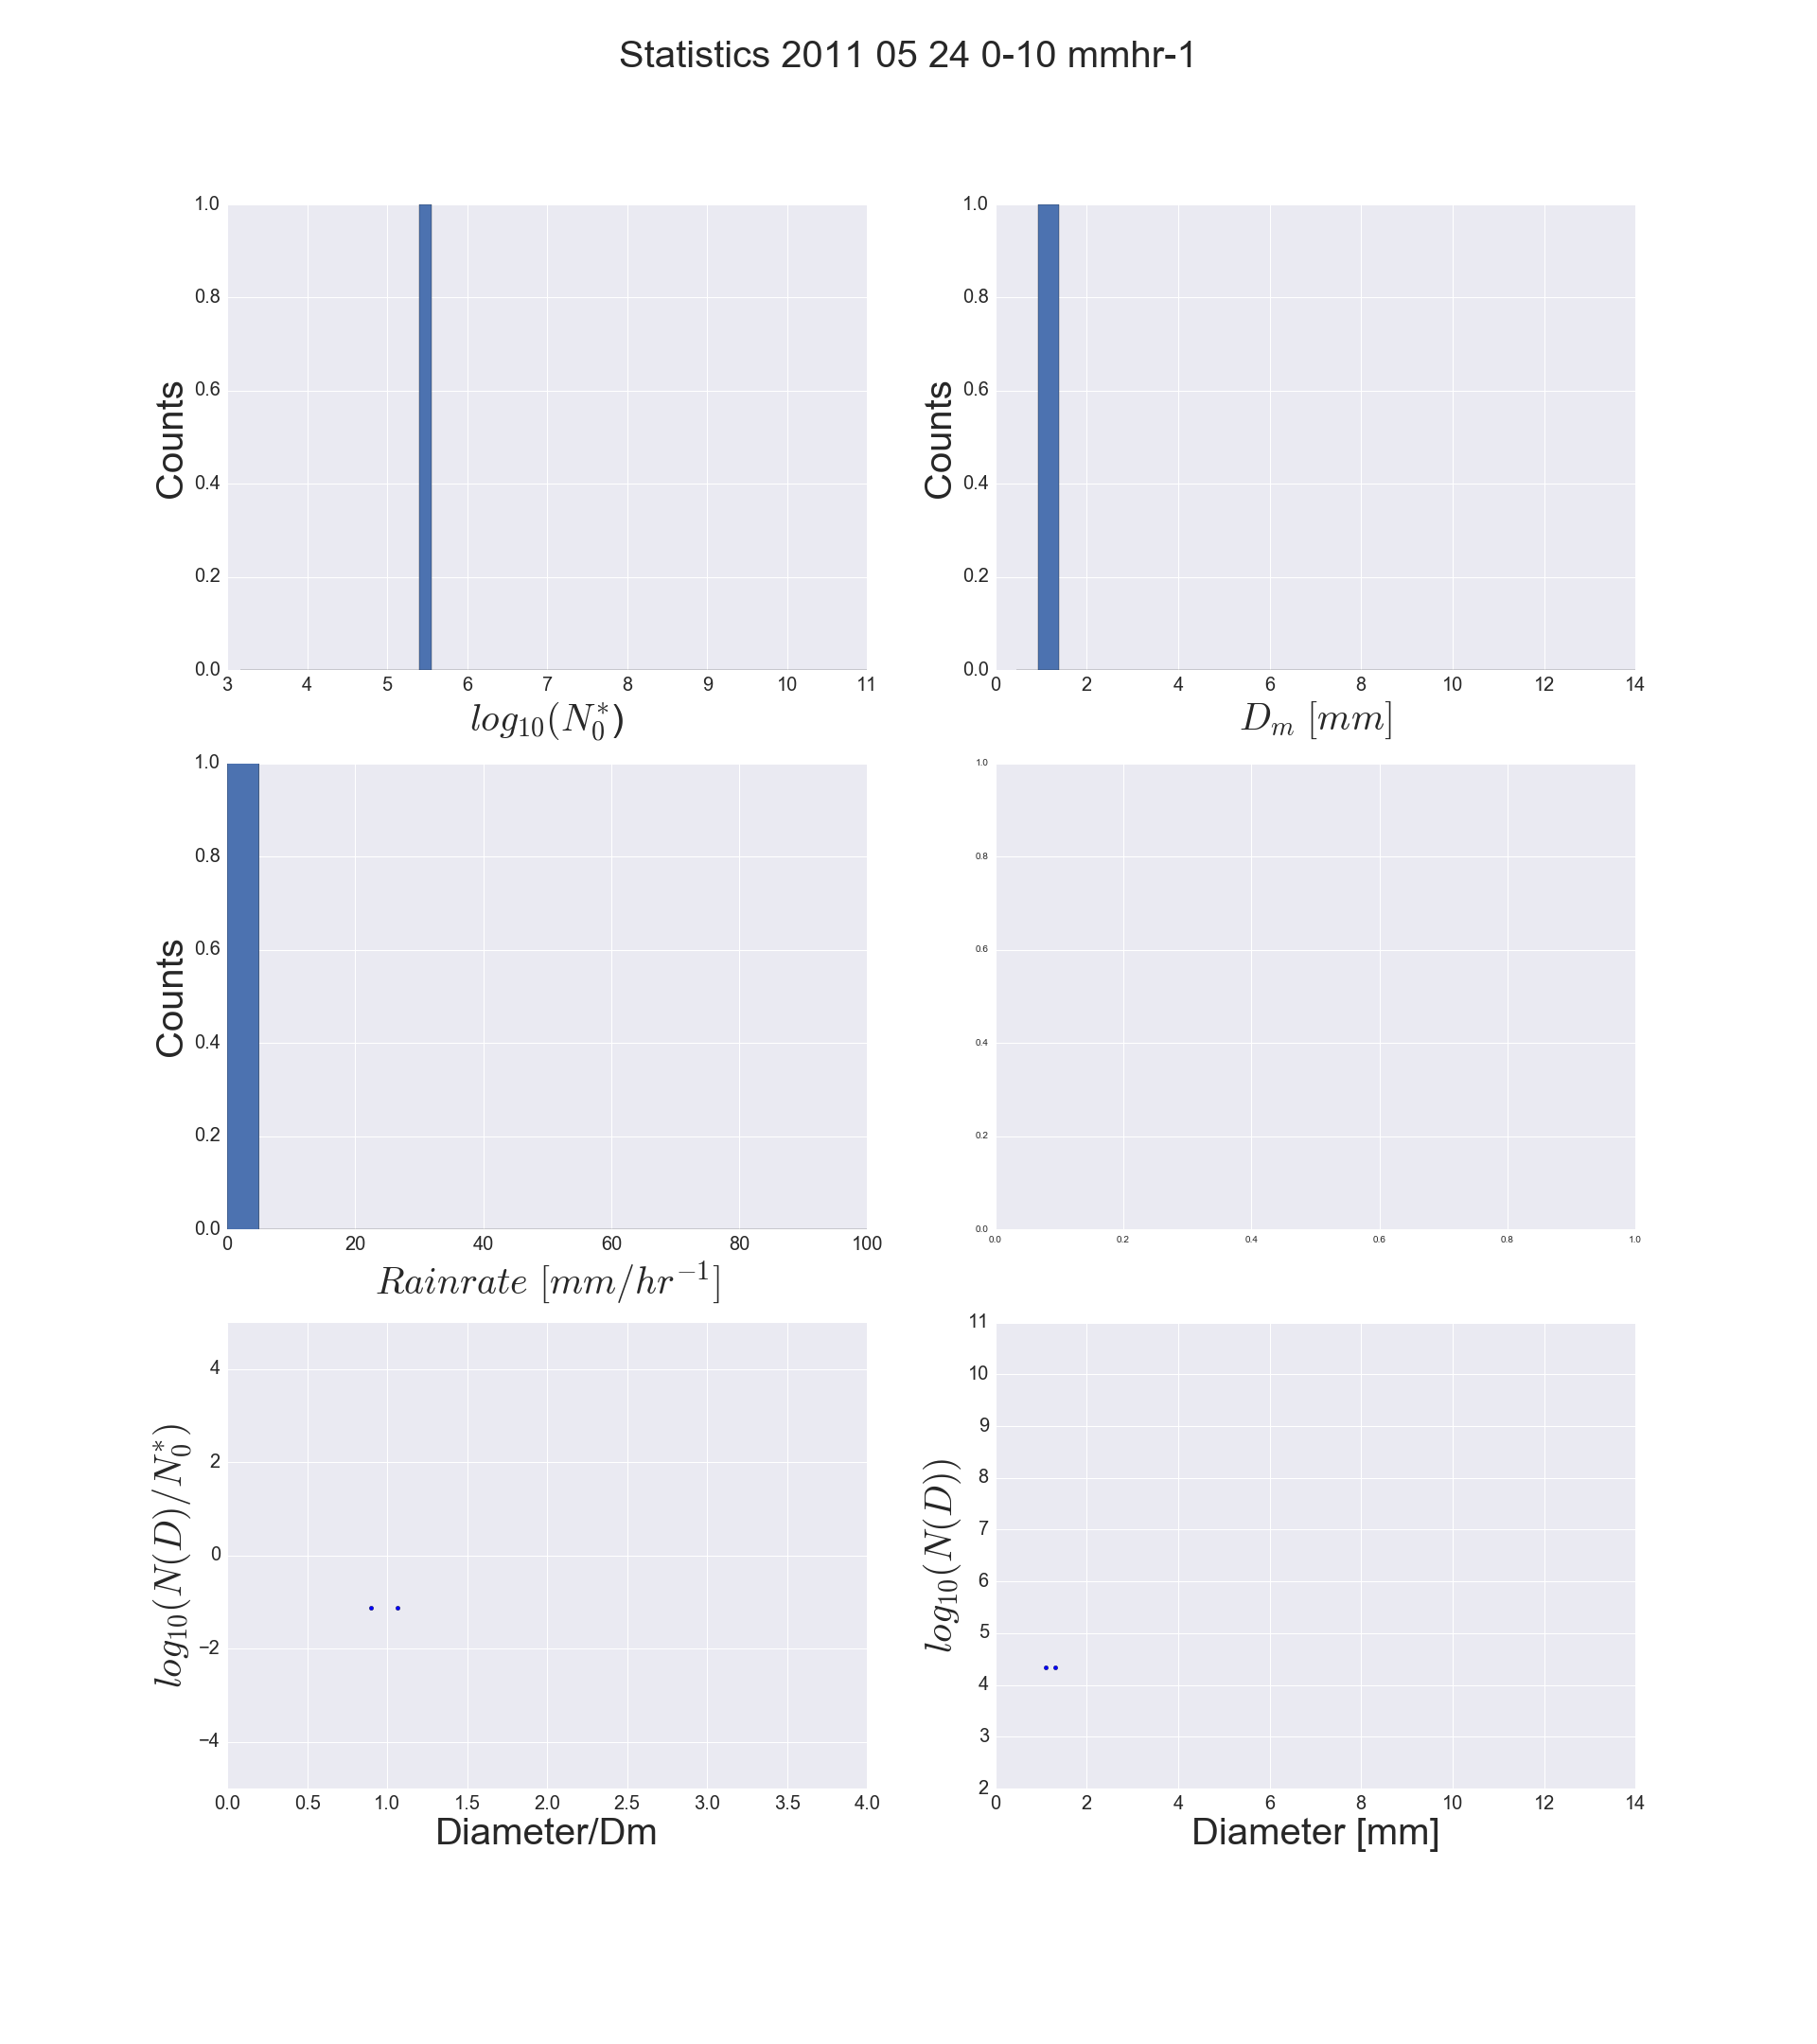 Statistics 2011 05 24 0-10 mmhr-1
1.0
0.8
0.6
0.4
0.2
0.0
Counts
3 4 5 6 7 8 9 10 11
log₁₀(N₀*)
1.0
0.8
0.6
0.4
0.2
0.0
Counts
0 2 4 6 8 10 12 14
Dₘ [mm]
1.0
0.8
0.6
0.4
0.2
0.0
Counts
0 20 40 60 80 100
Rainrate [mm/hr⁻¹]
1.0
0.8
0.6
0.4
0.2
0.0
0.0 0.2 0.4 0.6 0.8 1.0
4
2
0
−2
−4
log₁₀(N(D)/N₀*)
0.0 0.5 1.0 1.5 2.0 2.5 3.0 3.5 4.0
Diameter/Dm
11
10
9
8
7
6
5
4
3
2
log₁₀(N(D))
0 2 4 6 8 10 12 14
Diameter [mm]